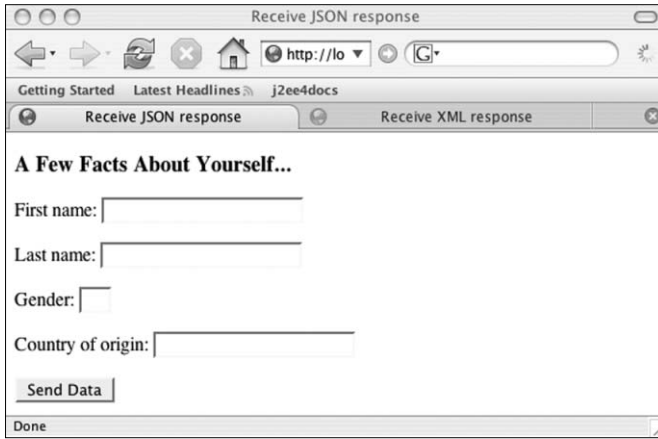 Receive JSON response
http://lo
G
Getting Started Latest Headlines j2ee4docs
Receive JSON response Receive XML response
A Few Facts About Yourself...
First name:
Last name:
Gender:
Country of origin:
Send Data
Done